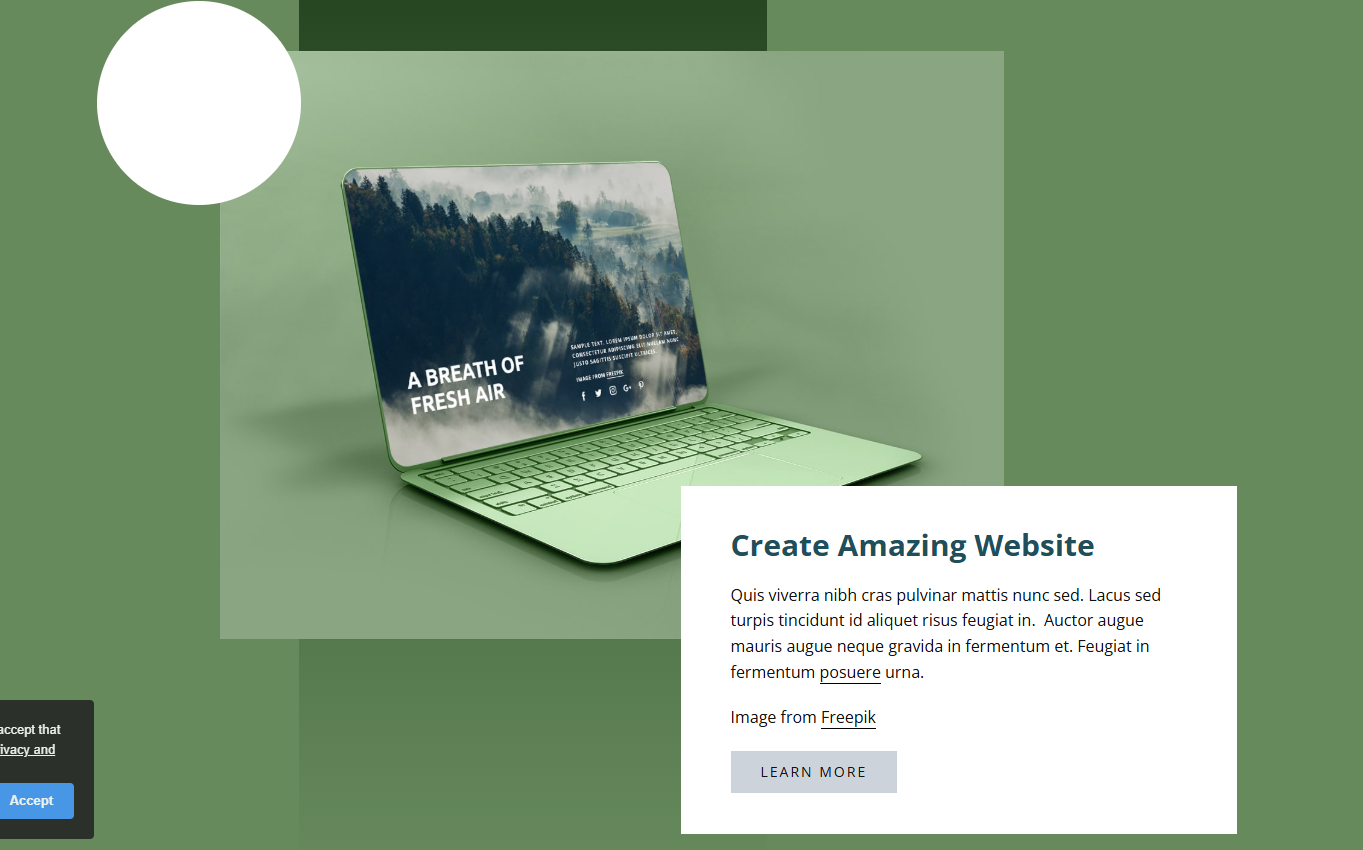 A BREATH OF
FRESH AIR
SAMPLE TEXT. LOREM IPSUM DOLOR SIT AMET,
CONSECTETUR ADIPISCING ELIT NULLAM NUNC
JUSTO SAGITTIS SUSCIPIT ULTRICES.
IMAGE FROM FREEPIK
Create Amazing Website
Quis viverra nibh cras pulvinar mattis nunc sed. Lacus sed
turpis tincidunt id aliquet risus feugiat in.  Auctor augue
mauris augue neque gravida in fermentum et. Feugiat in
fermentum posuere urna.
Image from Freepik
LEARN MORE
accept that
ivacy and
Accept